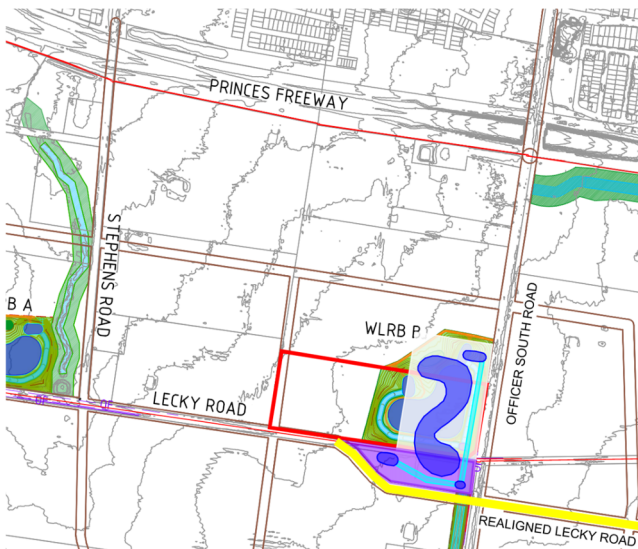 PRINCES FREEWAY
STEPHENS ROAD
B A
WLRB P
OFFICER SOUTH ROAD
LECKY ROAD
REALIGNED LECKY ROAD